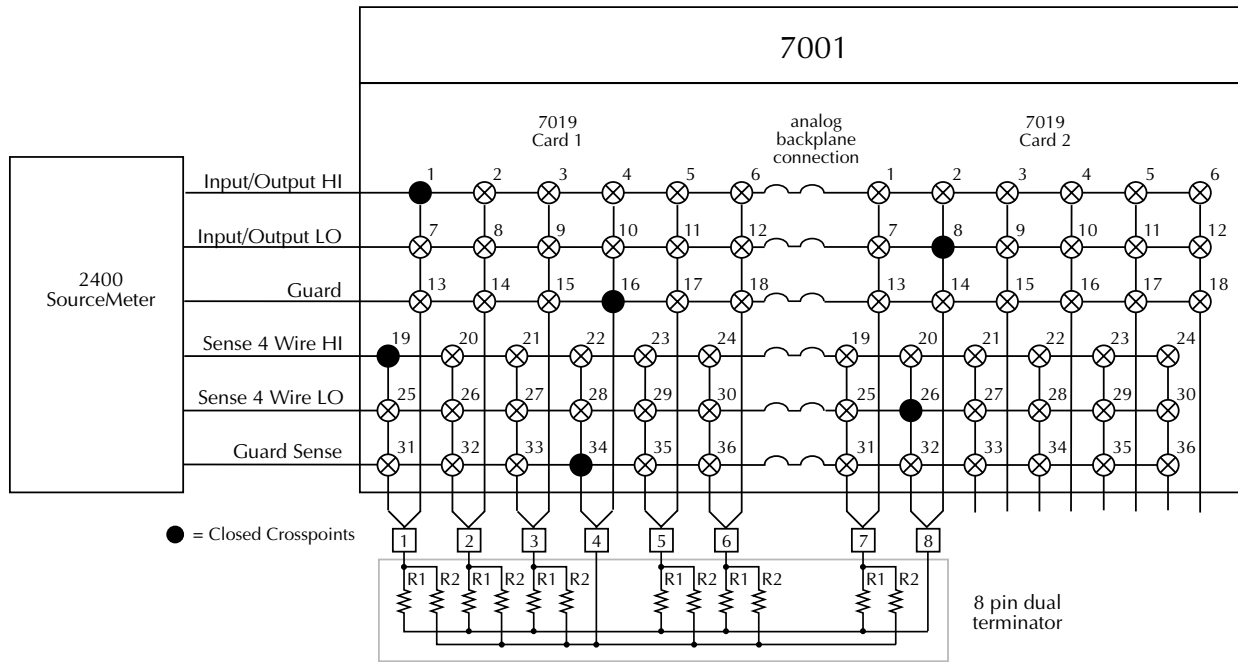 7001
7019
Card 1
analog
backplane
connection
7019
Card 2
2400
SourceMeter
Input/Output HI
1 2 3 4 5 6 1 2 3 4 5 6
Input/Output LO
7 8 9 10 11 12 7 8 9 10 11 12
Guard
13 14 15 16 17 18 13 14 15 16 17 18
Sense 4 Wire HI
19 20 21 22 23 24 19 20 21 22 23 24
Sense 4 Wire LO
25 26 27 28 29 30 25 26 27 28 29 30
Guard Sense
31 32 33 34 35 36 31 32 33 34 35 36
= Closed Crosspoints
1 2 3 4 5 6 7 8
R1 R2 R1 R2 R1 R2 R1 R2 R1 R2 R1 R2
8 pin dual
terminator